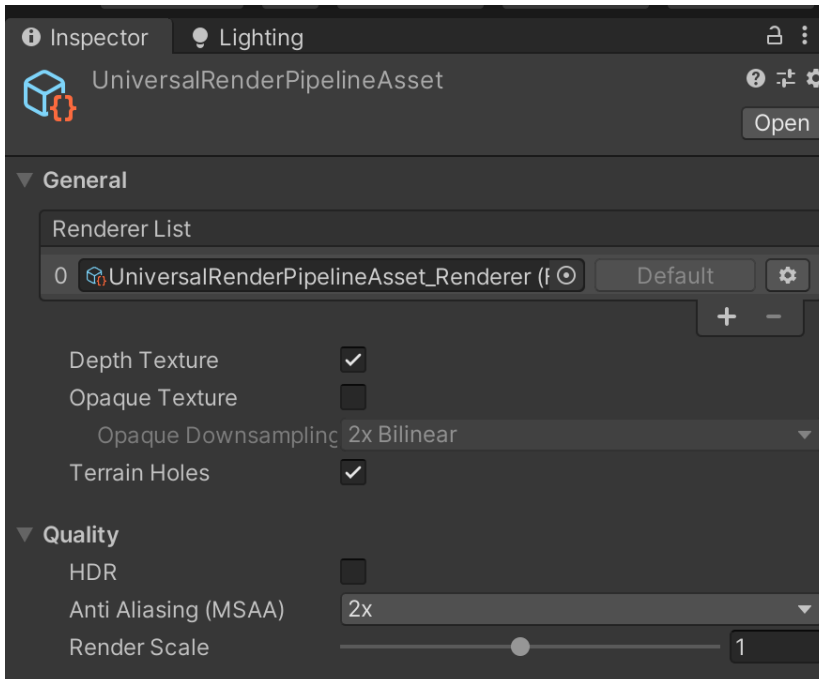 Inspector
Lighting
UniversalRenderPipelineAsset
Open
General
Renderer List
0 UniversalRenderPipelineAsset_Renderer ( Default
Depth Texture
Opaque Texture
Opaque Downsampling 2x Bilinear
Terrain Holes
Quality
HDR
Anti Aliasing (MSAA) 2x
Render Scale 1